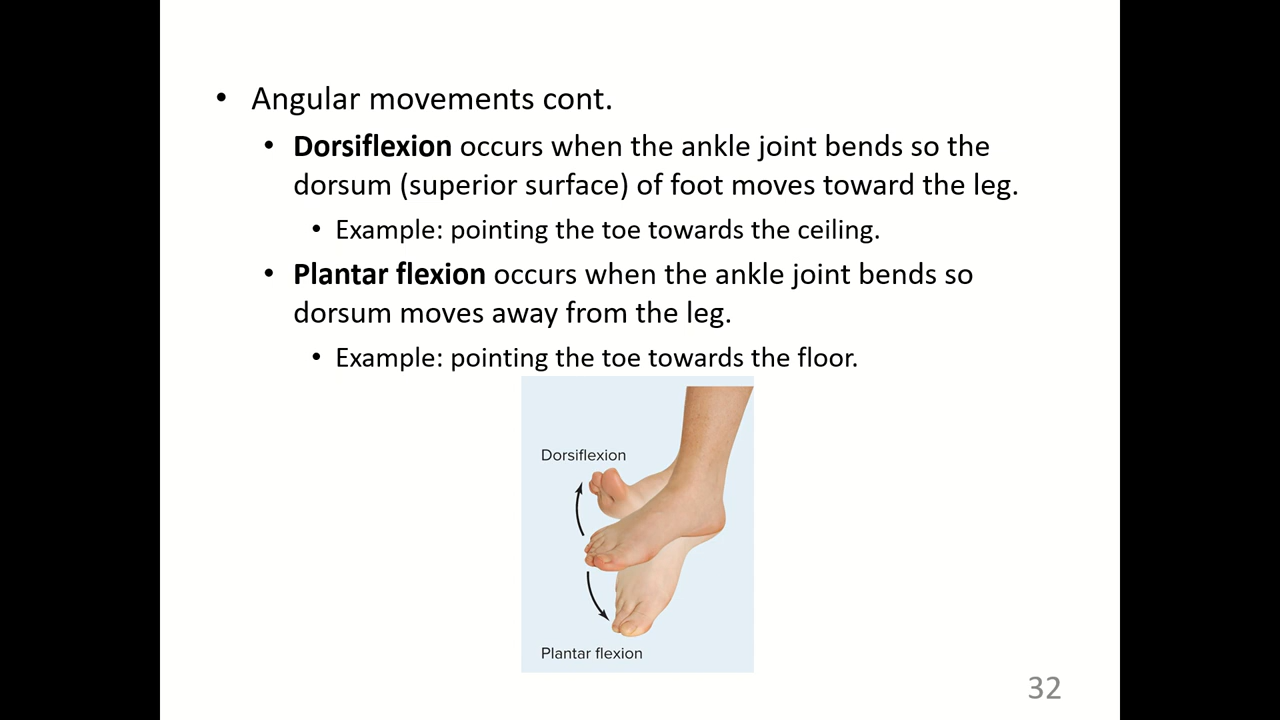 • Angular movements cont.
• Dorsiflexion occurs when the ankle joint bends so the
dorsum (superior surface) of foot moves toward the leg.
• Example: pointing the toe towards the ceiling.
• Plantar flexion occurs when the ankle joint bends so
dorsum moves away from the leg.
• Example: pointing the toe towards the floor.
Dorsiflexion
Plantar flexion
32